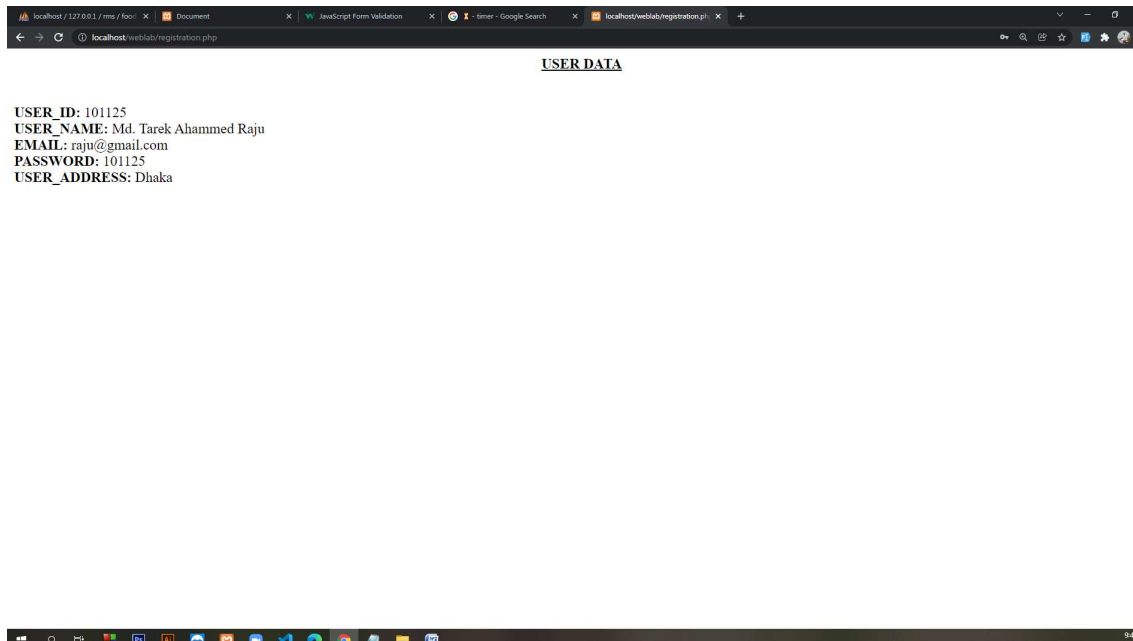 localhost / 127.0.0.1 / rms / food
Document
JavaScript Form Validation
- timer - Google Search
localhost/weblab/registration.ph
localhost/weblab/registration.php
USER DATA
USER_ID: 101125
USER_NAME: Md. Tarek Ahammed Raju
EMAIL: raju@gmail.com
PASSWORD: 101125
USER_ADDRESS: Dhaka